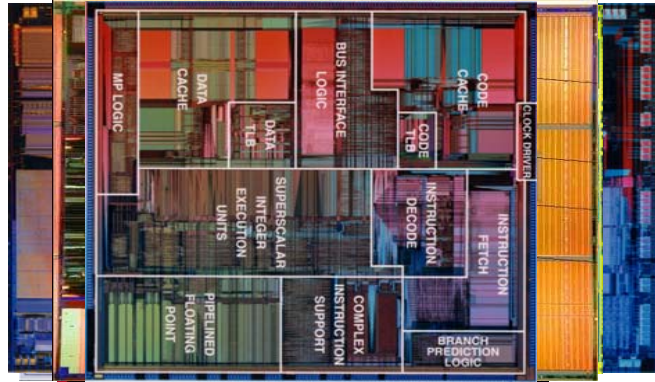 MP LOGIC
DATA
CACHE
DATA
TLB
BUS INTERFACE
LOGIC
CODE
CACHE
CODE
TLB
CLOCK DRIVER
SUPERSCALAR
INTEGER
EXECUTION
UNITS
INSTRUCTION
DECODE
INSTRUCTION
FETCH
PIPELINED
FLOATING
POINT
COMPLEX
INSTRUCTION
SUPPORT
BRANCH
PREDICTION
LOGIC